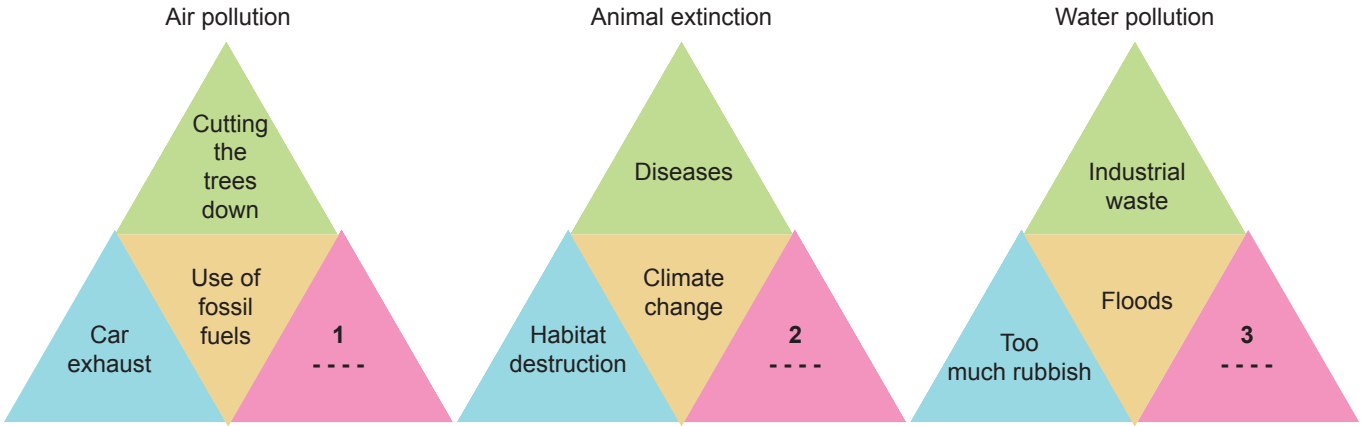 Air pollution
Cutting
the
trees
down
Use of
fossil
fuels
Car
exhaust
1
- - - -
Animal extinction
Diseases
Climate
change
Habitat
destruction
2
- - - -
Water pollution
Industrial
waste
Floods
Too
much rubbish
3
- - - -